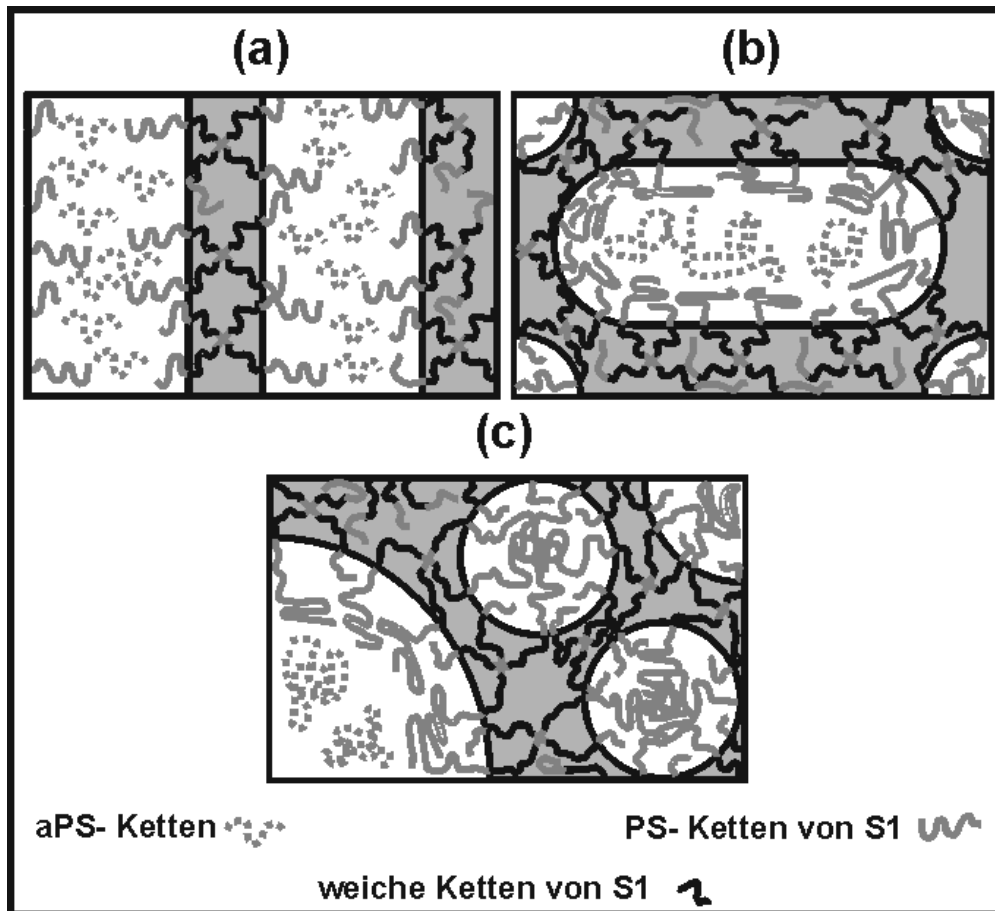 (a)
(b)
(c)
aPS- Ketten
PS- Ketten von S1
weiche Ketten von S1